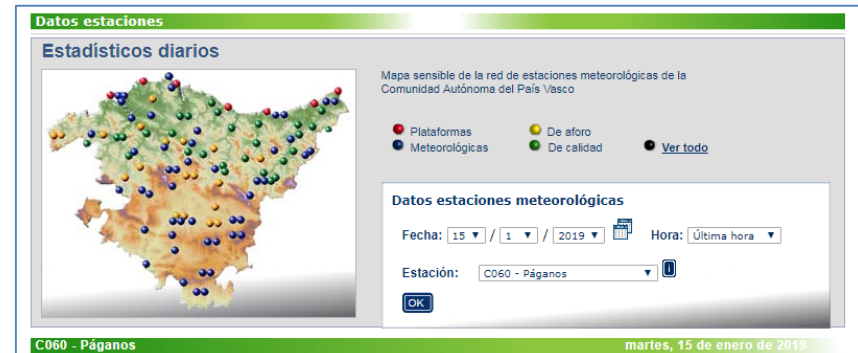 Datos estaciones
Estadísticos diarios
Mapa sensible de la red de estaciones meteorológicas de la
Comunidad Autónoma del País Vasco
Plataformas
De aforo
Meteorológicas
De calidad
Ver todo
Datos estaciones meteorológicas
Fecha: 15 / 1 / 2019 Hora: Última hora
Estación: C060 - Páganos
OK
C060 - Páganos martes, 15 de enero de 2019